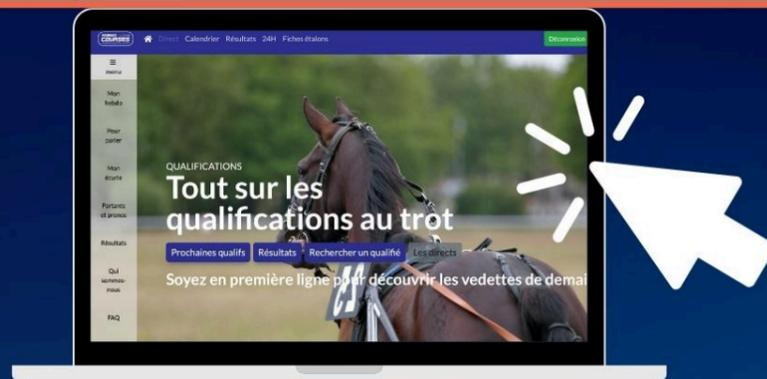 COURSES
Direct Calendrier Résultats 24H Fiches étalons
Déconnexion
menu
Mon
hebdo
Pour
parier
Mon
écurie
Partants
et pronos
Résultats
Qui
sommes-
nous
FAQ
QUALIFICATIONS
Tout sur les
qualifications au trot
Prochaines qualifs Résultats Rechercher un qualifié Les directs
Soyez en première ligne pour découvrir les vedettes de demai